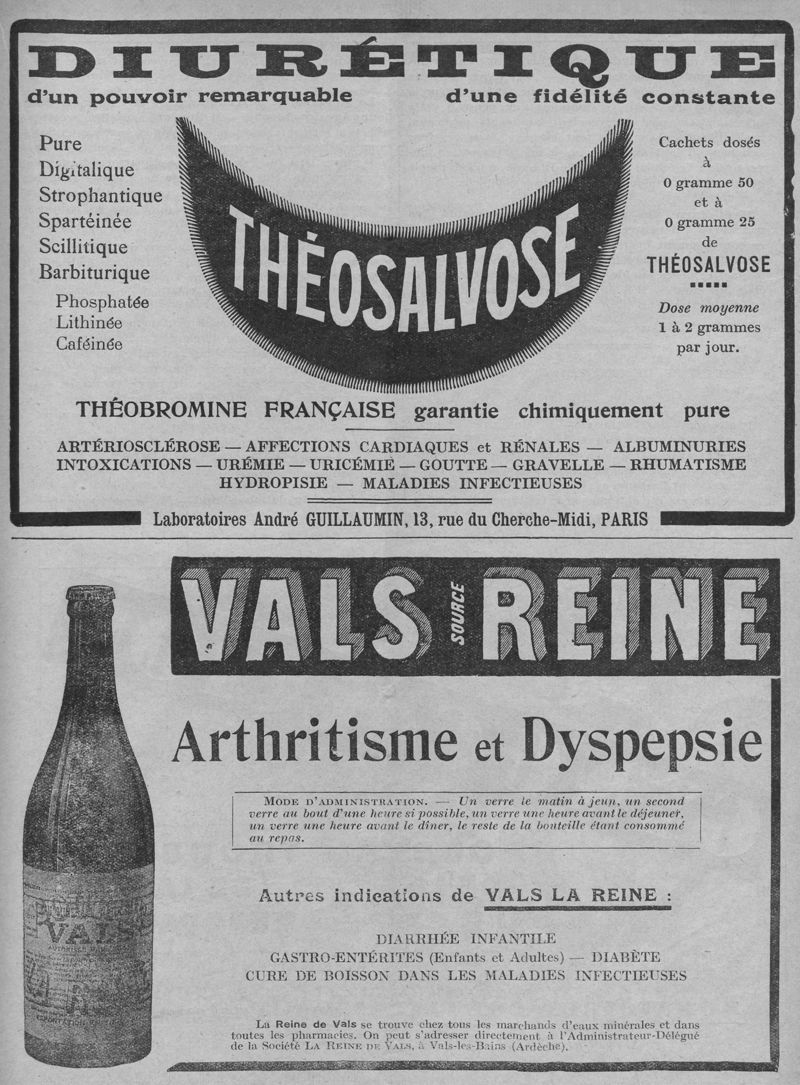 DIURÉTIQUE
d'un pouvoir remarquable d'une fidélité constante
Pure
Digitalique
Strophantique
Spartéinée
Scillitique
Barbiturique
Phosphatée
Lithinée
Caféinée
THÉOSALVOSE
Cachets dosés
à
0 gramme 50
et à
0 gramme 25
de
THÉOSALVOSE
Dose moyenne
1 à 2 grammes
par jour.
THÉOBROMINE FRANÇAISE garantie chimiquement pure
ARTÉRIOSCLÉROSE — AFFECTIONS CARDIAQUES et RÉNALES — ALBUMINURIES
INTOXICATIONS — URÉMIE — URICÉMIE — GOUTTE — GRAVELLE — RHUMATISME
HYDROPISIE — MALADIES INFECTIEUSES
Laboratoires André GUILLAUMIN, 13, rue du Cherche-Midi, PARIS
VALS SOURCE REINE
Arthritisme et Dyspepsie
MODE D'ADMINISTRATION. — Un verre le matin à jeun, un second
verre au bout d'une heure si possible, un verre une heure avant le déjeuner,
un verre une heure avant le dîner, le reste de la bouteille étant consommé
au repas.
Autres indications de VALS LA REINE :
DIARRHÉE INFANTILE
GASTRO-ENTÉRITES (Enfants et Adultes) — DIABÈTE
CURE DE BOISSON DANS LES MALADIES INFECTIEUSES
La Reine de Vals se trouve chez tous les marchands d'eaux minérales et dans
toutes les pharmacies. On peut s'adresser directement à l'Administrateur-Délégué
de la Société LA REINE DE VALS, à Vals-les-Bains (Ardèche).
VALS